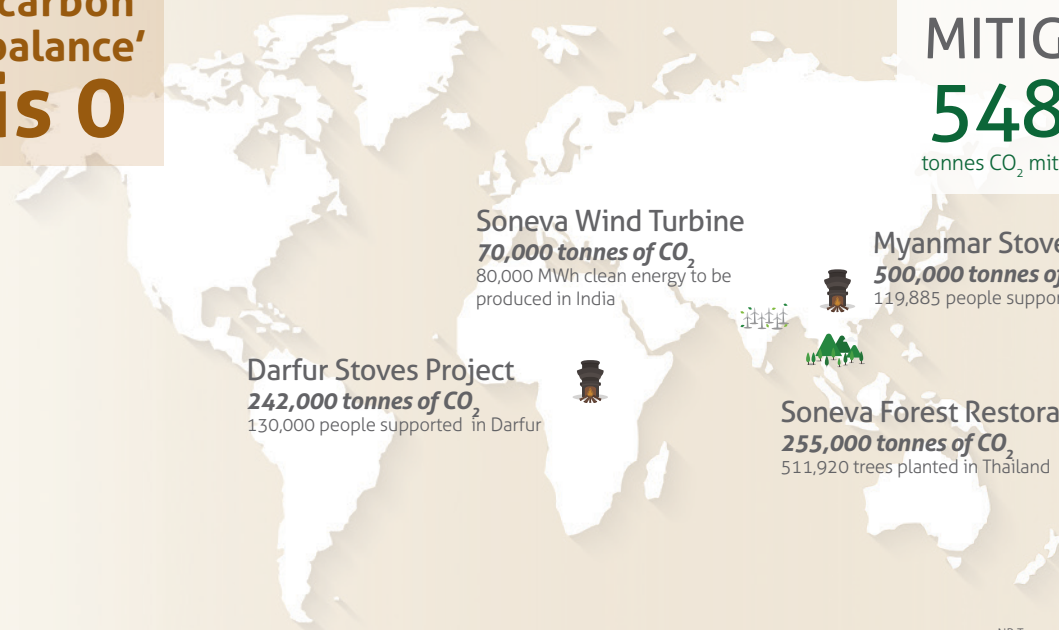 carbon
balance’
is 0
MITIG
548
tonnes CO2 mit
Soneva Wind Turbine
70,000 tonnes of CO2
80,000 MWh clean energy to be
produced in India
Myanmar Stove
500,000 tonnes of
119,885 people suppor
Darfur Stoves Project
242,000 tonnes of CO2
130,000 people supported in Darfur
Soneva Forest Restora
255,000 tonnes of CO2
511,920 trees planted in Thailand